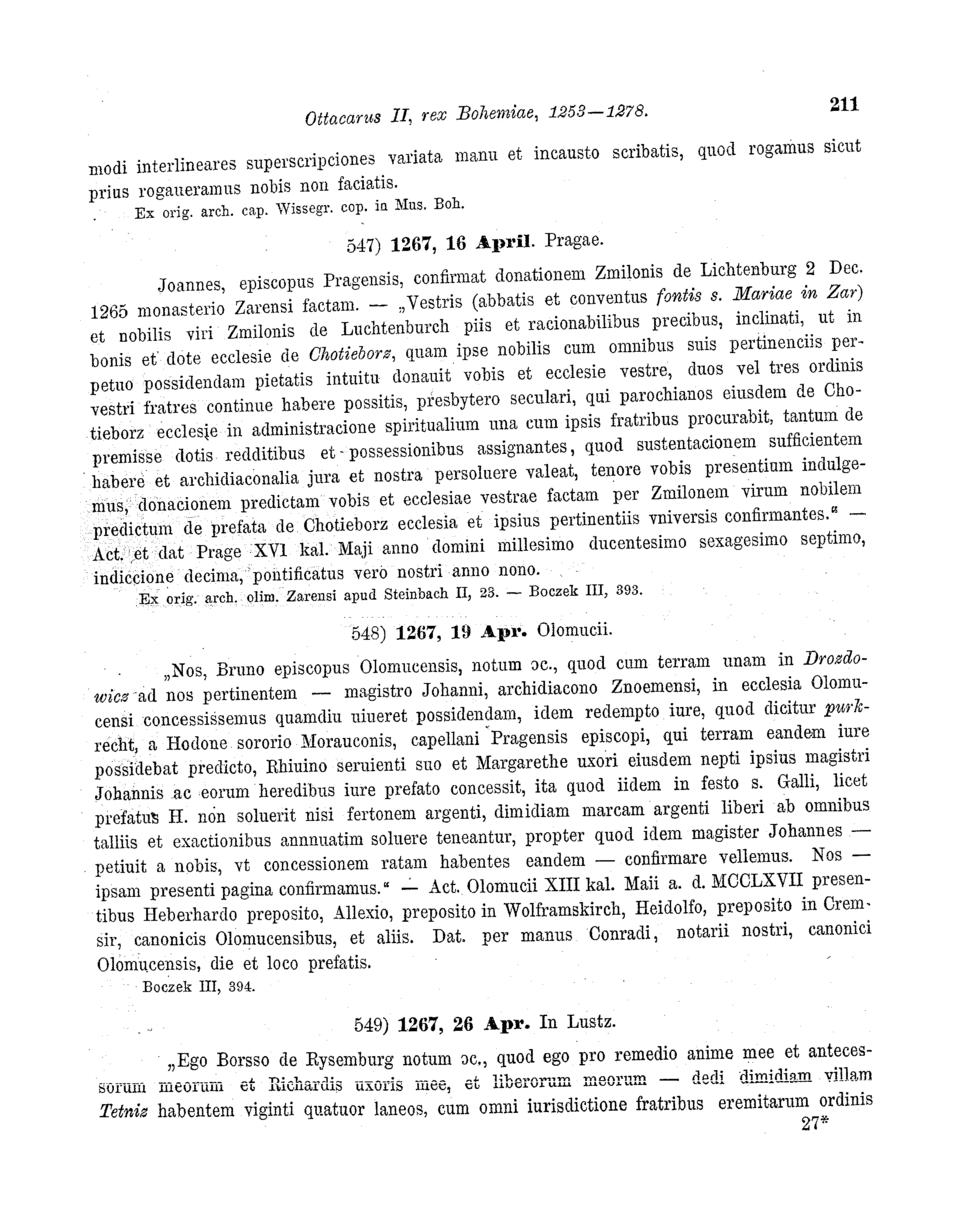 Ottacarus II, rex Bohemiae, 1253—1278.
211
modi interlineares superscripciones variata manu et incausto scribatis, quod rogamus sicut
prius rogaueramus nobis non faciatis.
Ex orig. arch. cap. Wissegr. cop. in Mus. Boh.
547) 1267, 16 April. Pragae.
Joannes, episcopus Pragensis, confirmat donationem Zmilonis de Lichtenburg 2 Dec.
1265 monasterio Zarensi factam. — „Vestris (abbatis et conventus fontis s. Mariae in Zar)
et nobilis viri Zmilonis de Luchtenburch piis et racionabilibus precibus, inclinati, ut in
bonis et dote ecclesie de Chotieborz, quam ipse nobilis cum omnibus suis pertinenciis per-
petuo possidendam pietatis intuitu donauit vobis et ecclesie vestre, duos vel tres ordinis
vestri fratres continue habere possitis, presbytero seculari, qui parochianos eiusdem de Cho-
tieborz ecclesie in administracione spiritualium una cum ipsis fratribus procurabit, tantum de
premisse dotis redditibus et possessionibus assignantes, quod sustentacionem sufficientem
habere et archidiaconalia jura et nostra persoluere valeat, tenore vobis presentium indulge-
mus, donacionem predictam vobis et ecclesiae vestrae factam per Zmilonem virum nobilem
predictum de prefata de Chotieborz ecclesia et ipsius pertinentiis vniversis confirmantes.“ —
Act. et dat Prage XVI kal. Maji anno domini millesimo ducentesimo sexagesimo septimo,
indiccione decima, pontificatus vero nostri anno nono.
Ex orig. arch. olim. Zarensi apud Steinbach II, 23. — Boczek III, 393.
548) 1267, 19 Apr. Olomucii.
„Nos, Bruno episcopus Olomucensis, notum ɔc., quod cum terram unam in Drozdo-
wicz ad nos pertinentem — magistro Johanni, archidiacono Znoemensi, in ecclesia Olomu-
censi concessissemus quamdiu uiueret possidendam, idem redempto iure, quod dicitur purk-
recht, a Hodone sororio Morauconis, capellani Pragensis episcopi, qui terram eandem iure
possidebat predicto, Rhiuino seruienti suo et Margarethe uxori eiusdem nepti ipsius magistri
Johannis ac eorum heredibus iure prefato concessit, ita quod iidem in festo s. Galli, licet
prefatus H. non soluerit nisi fertonem argenti, dimidiam marcam argenti liberi ab omnibus
talliis et exactionibus annnuatim soluere teneantur, propter quod idem magister Johannes —
petiuit a nobis, vt concessionem ratam habentes eandem — confirmare vellemus. Nos —
ipsam presenti pagina confirmamus.“ — Act. Olomucii XIII kal. Maii a. d. MCCLXVII presen-
tibus Heberhardo preposito, Allexio, preposito in Wolframskirch, Heidolfo, preposito in Crem-
sir, canonicis Olomucensibus, et aliis. Dat. per manus Conradi, notarii nostri, canonici
Olomucensis, die et loco prefatis.
Boczek III, 394.
549) 1267, 26 Apr. In Lustz.
„Ego Borsso de Rysemburg notum ɔc., quod ego pro remedio anime mee et anteces-
sorum meorum et Richardis uxoris mee, et liberorum meorum — dedi dimidiam villam
Tetniz habentem viginti quatuor laneos, cum omni iurisdictione fratribus eremitarum ordinis
27*